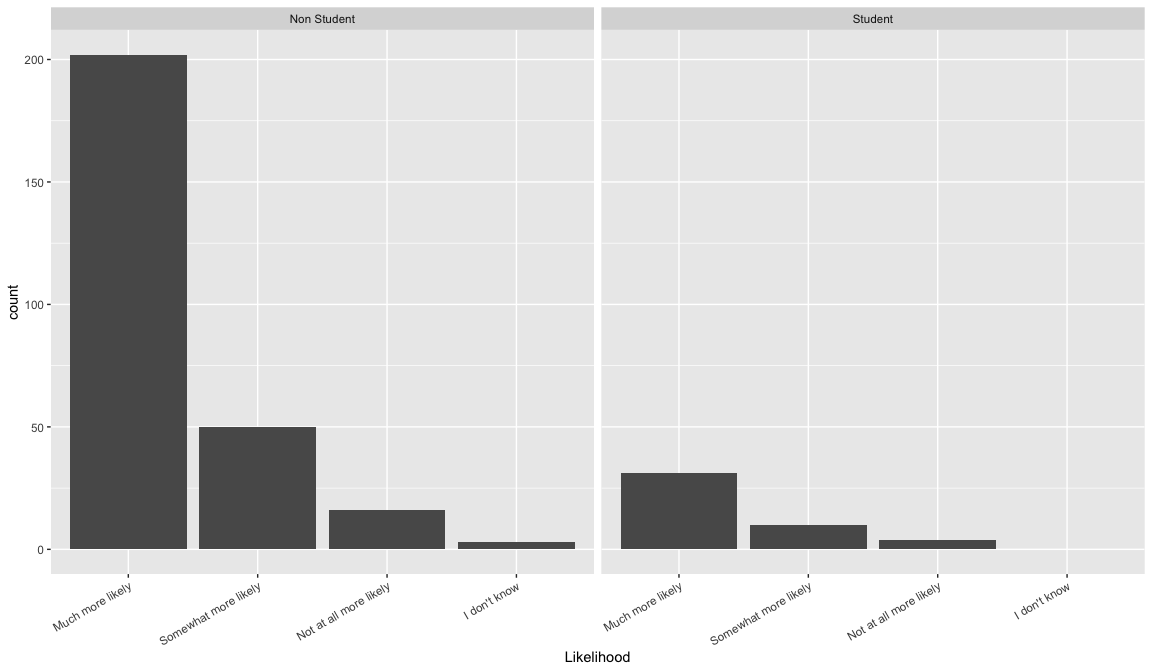 Non Student
Student
count
200
150
100
50
0
Much more likely
Somewhat more likely
Not at all more likely
I don't know
Much more likely
Somewhat more likely
Not at all more likely
I don't know
Likelihood